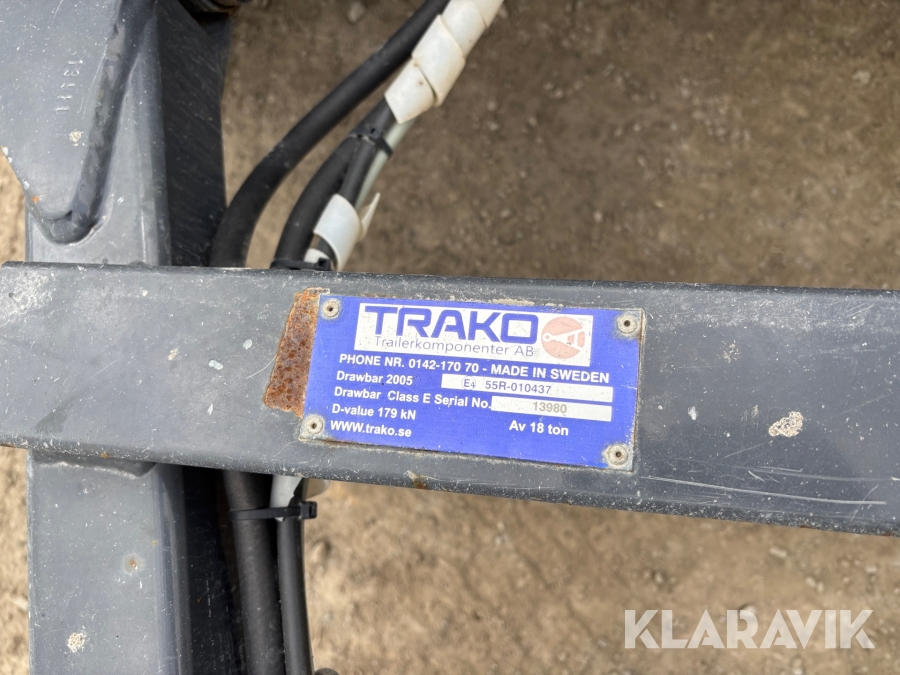 TRAKO
Trailerkomponenter AB
PHONE NR. 0142-170 70 - MADE IN SWEDEN
Drawbar 2005 E4 55R-010437
Drawbar Class E Serial No. 13980
D-value 179 kN Av 18 ton
WWW.trako.se
KLARAVIK